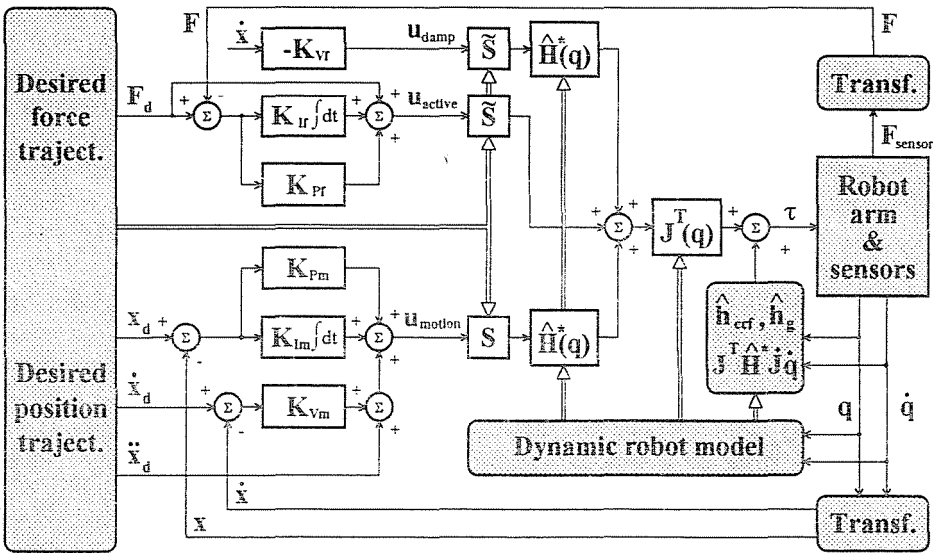 F
F
ẋ
-K_Vf
u_damp
S̃
Ĥ*(q)
Transf.
Desired
force
traject.
F_d
+
-
Σ
K_If ∫dt
+
+
Σ
+
u_active
S̃
F_sensor
K_Pf
Robot
arm
&
sensors
+
+
Σ
+
J^T(q)
+
Σ
+
τ
K_Pm
x_d
+
Σ
-
K_Im ∫dt
+
+
Σ
+
u_motion
S
Ĥ*(q)
ĥ_ccf , ĥ_g
J^T Ĥ* J̇q̇
Desired
position
traject.
ẋ_d
+
Σ
-
K_Vm
+
Σ
+
q
q̇
ẍ_d
Dynamic robot model
ẋ
x
Transf.